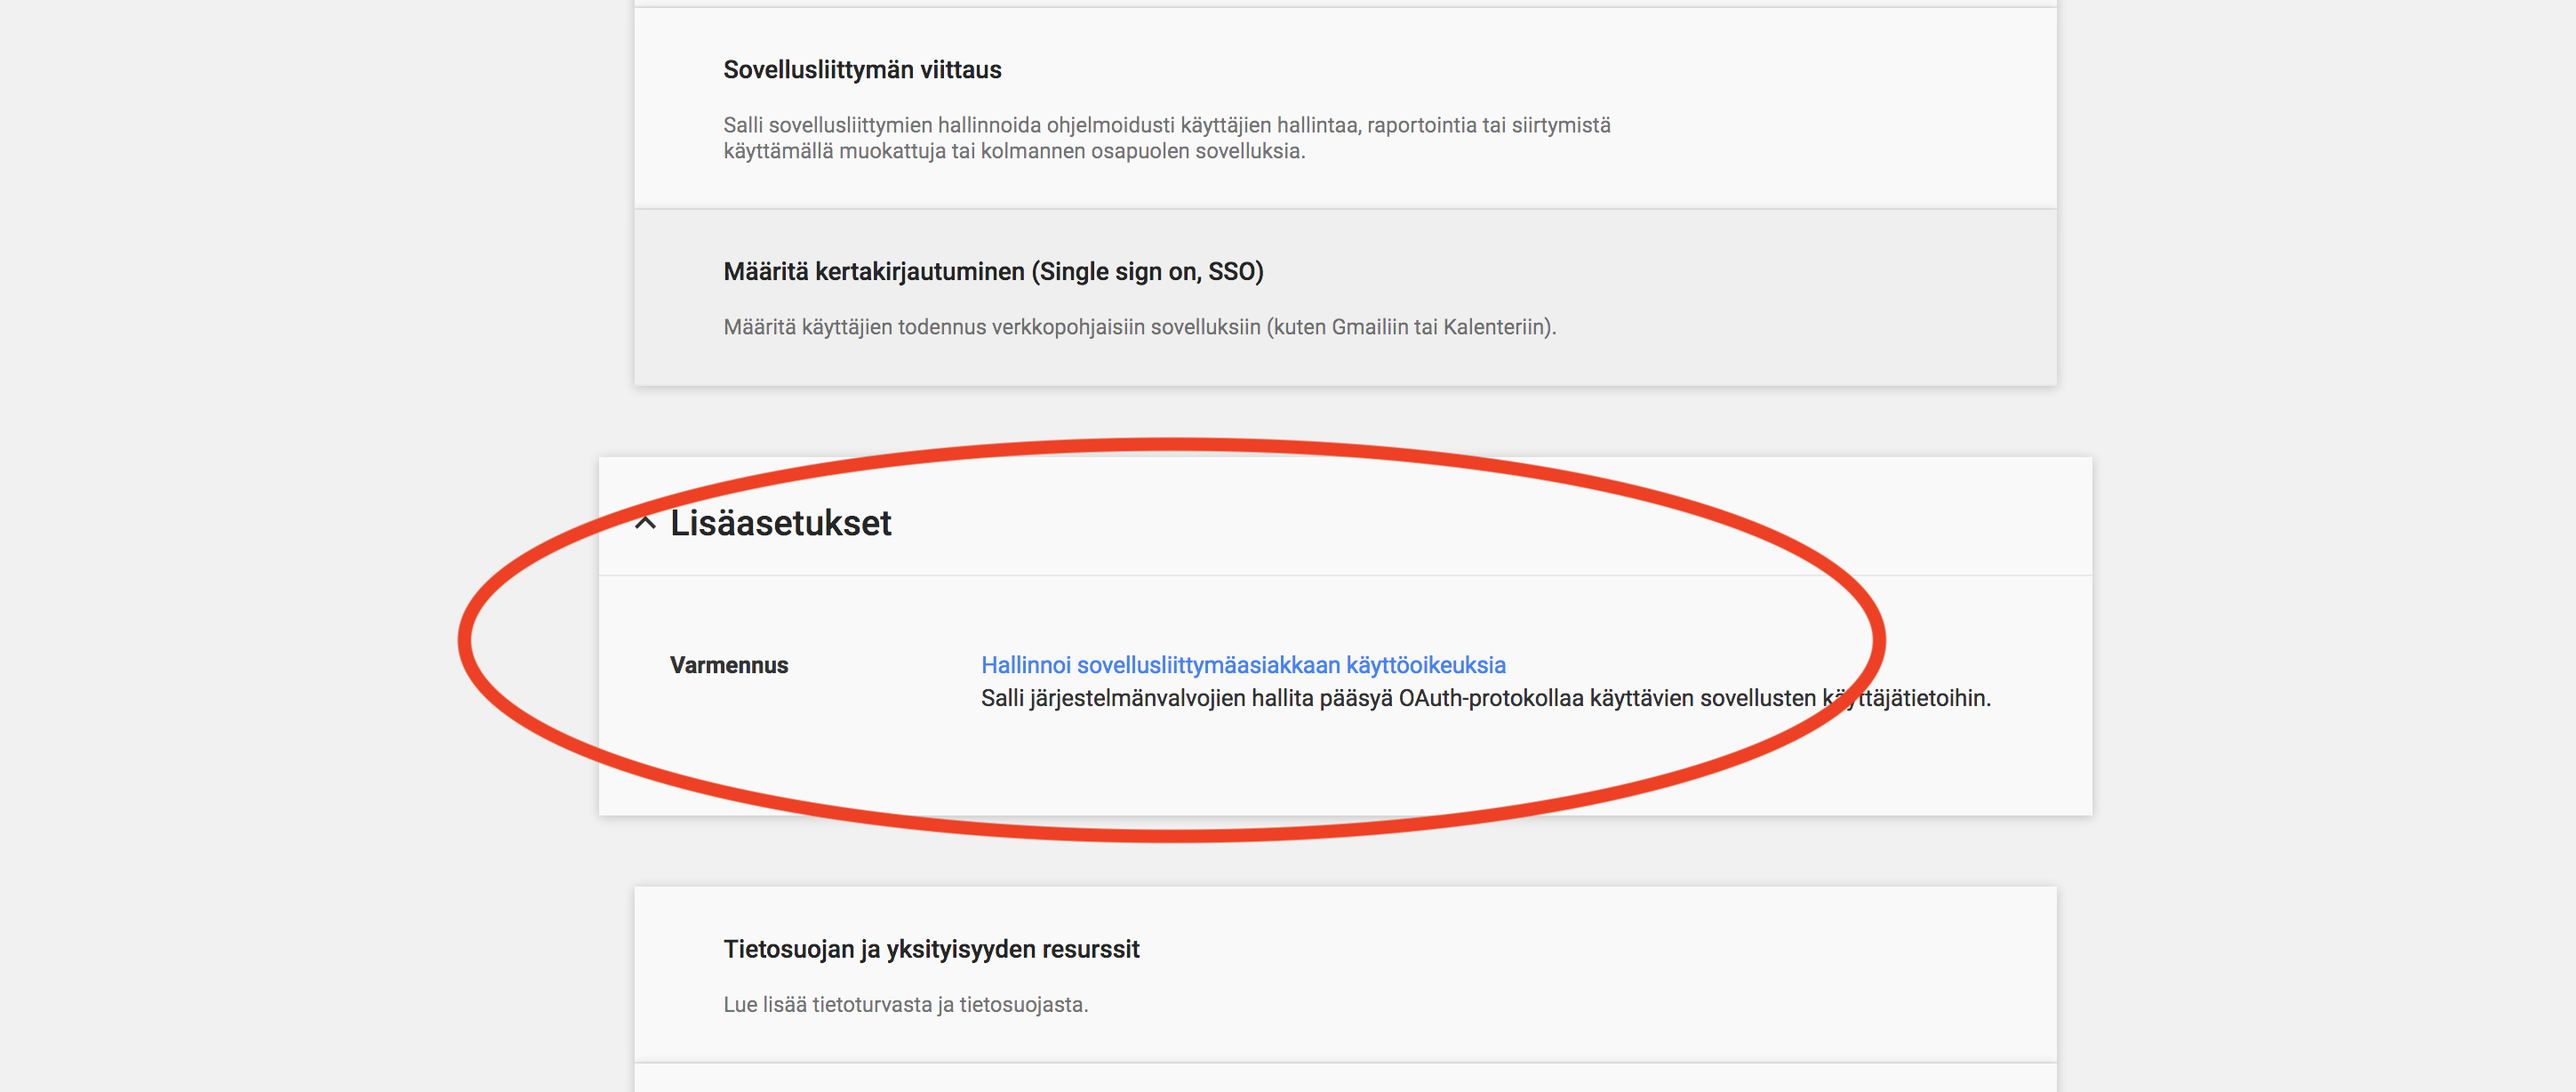 Sovellusliittymän viittaus
Salli sovellusliittymien hallinnoida ohjelmoidusti käyttäjien hallintaa, raportointia tai siirtymistä
käyttämällä muokattuja tai kolmannen osapuolen sovelluksia.
Määritä kertakirjautuminen (Single sign on, SSO)
Määritä käyttäjien todennus verkkopohjaisiin sovelluksiin (kuten Gmailiin tai Kalenteriin).
Lisäasetukset
Varmennus
Hallinnoi sovellusliittymäasiakkaan käyttöoikeuksia
Salli järjestelmänvalvojien hallita pääsyä OAuth-protokollaa käyttävien sovellusten käyttäjätietoihin.
Tietosuojan ja yksityisyyden resurssit
Lue lisää tietoturvasta ja tietosuojasta.